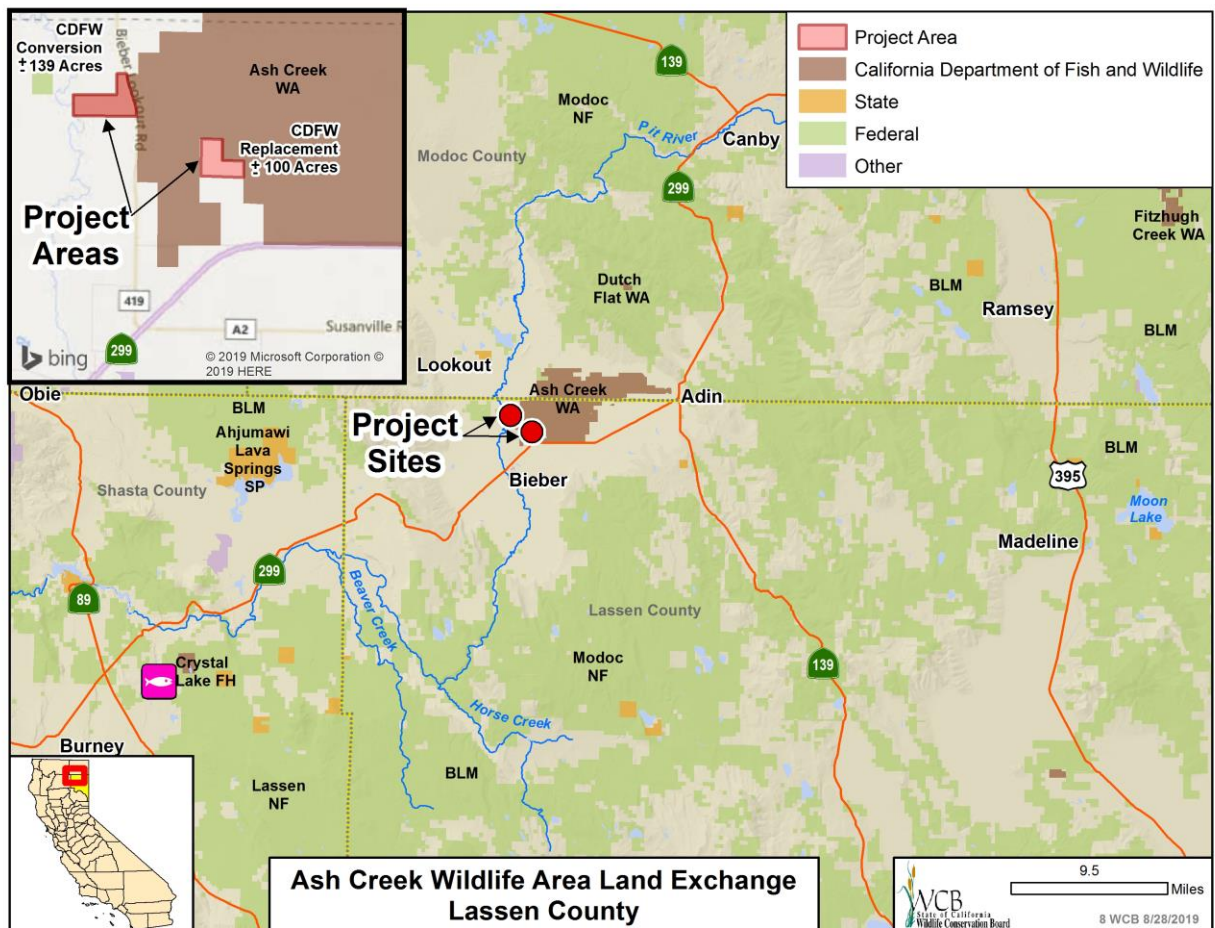 CDFW
Conversion
± 139 Acres
Bieber Lookout Rd
Ash Creek
WA
CDFW
Replacement
± 100 Acres
Project
Areas
419
A2
Susanville R
299
bing
© 2019 Microsoft Corporation ©
2019 HERE
Project Area
California Department of Fish and Wildlife
State
Federal
Other
139
Modoc
NF
Pit River
Canby
Modoc County
299
Fitzhugh
Creek WA
Dutch
Flat WA
BLM
Ramsey
BLM
Lookout
Ash Creek
WA
Adin
Obie
BLM
Project
Sites
Ahjumawi
Lava
Springs
SP
Bieber
Shasta County
BLM
395
Moon
Lake
Madeline
299
89
Beaver Creek
Lassen County
Modoc
NF
139
Crystal
Lake FH
Horse Creek
Burney
BLM
Lassen
NF
Ash Creek Wildlife Area Land Exchange
Lassen County
WCB
State of California
Wildlife Conservation Board
9.5
Miles
8 WCB 8/28/2019